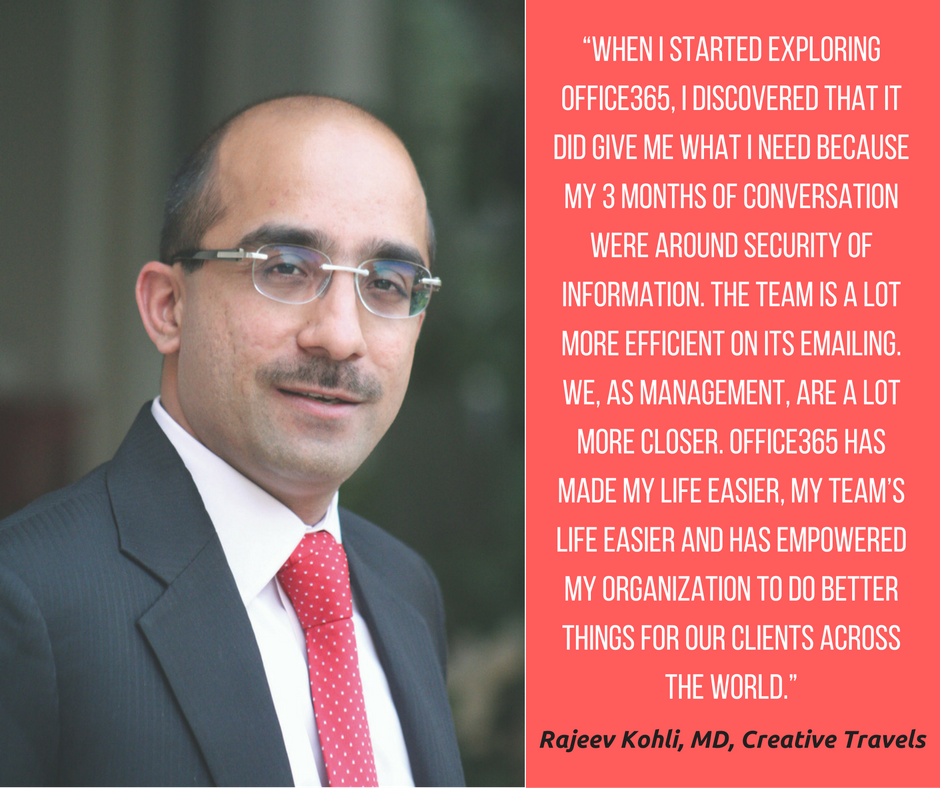 “WHEN I STARTED EXPLORING
OFFICE365, I DISCOVERED THAT IT
DID GIVE ME WHAT I NEED BECAUSE
MY 3 MONTHS OF CONVERSATION
WERE AROUND SECURITY OF
INFORMATION. THE TEAM IS A LOT
MORE EFFICIENT ON ITS EMAILING.
WE, AS MANAGEMENT, ARE A LOT
MORE CLOSER. OFFICE365 HAS
MADE MY LIFE EASIER, MY TEAM’S
LIFE EASIER AND HAS EMPOWERED
MY ORGANIZATION TO DO BETTER
THINGS FOR OUR CLIENTS ACROSS
THE WORLD.”
Rajeev Kohli, MD, Creative Travels